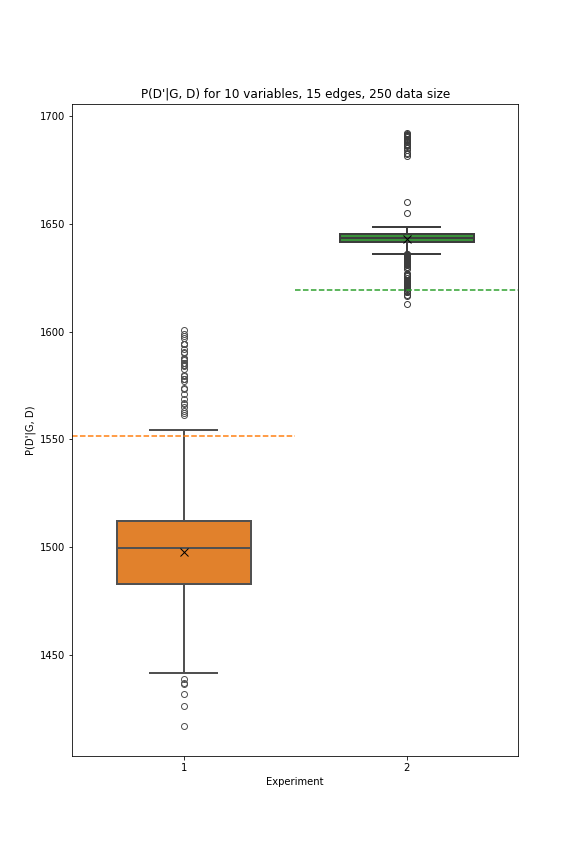 P(D'|G, D) for 10 variables, 15 edges, 250 data size
1700
1650
1600
1550
1500
1450
P(D'|G, D)
1
2
Experiment